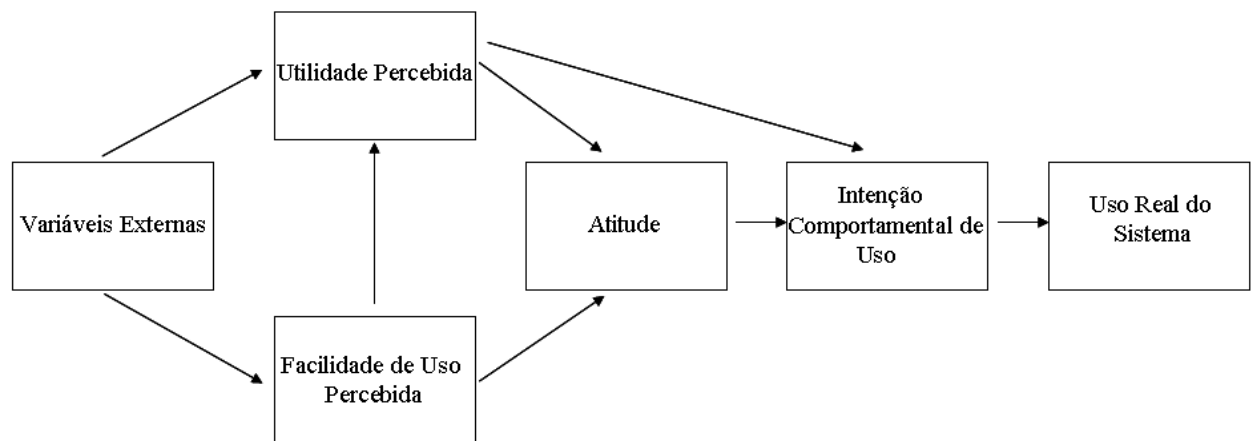 Utilidade Percebida
Variáveis Externas
Atitude
Intenção
Comportamental de
Uso
Uso Real do
Sistema
Facilidade de Uso
Percebida